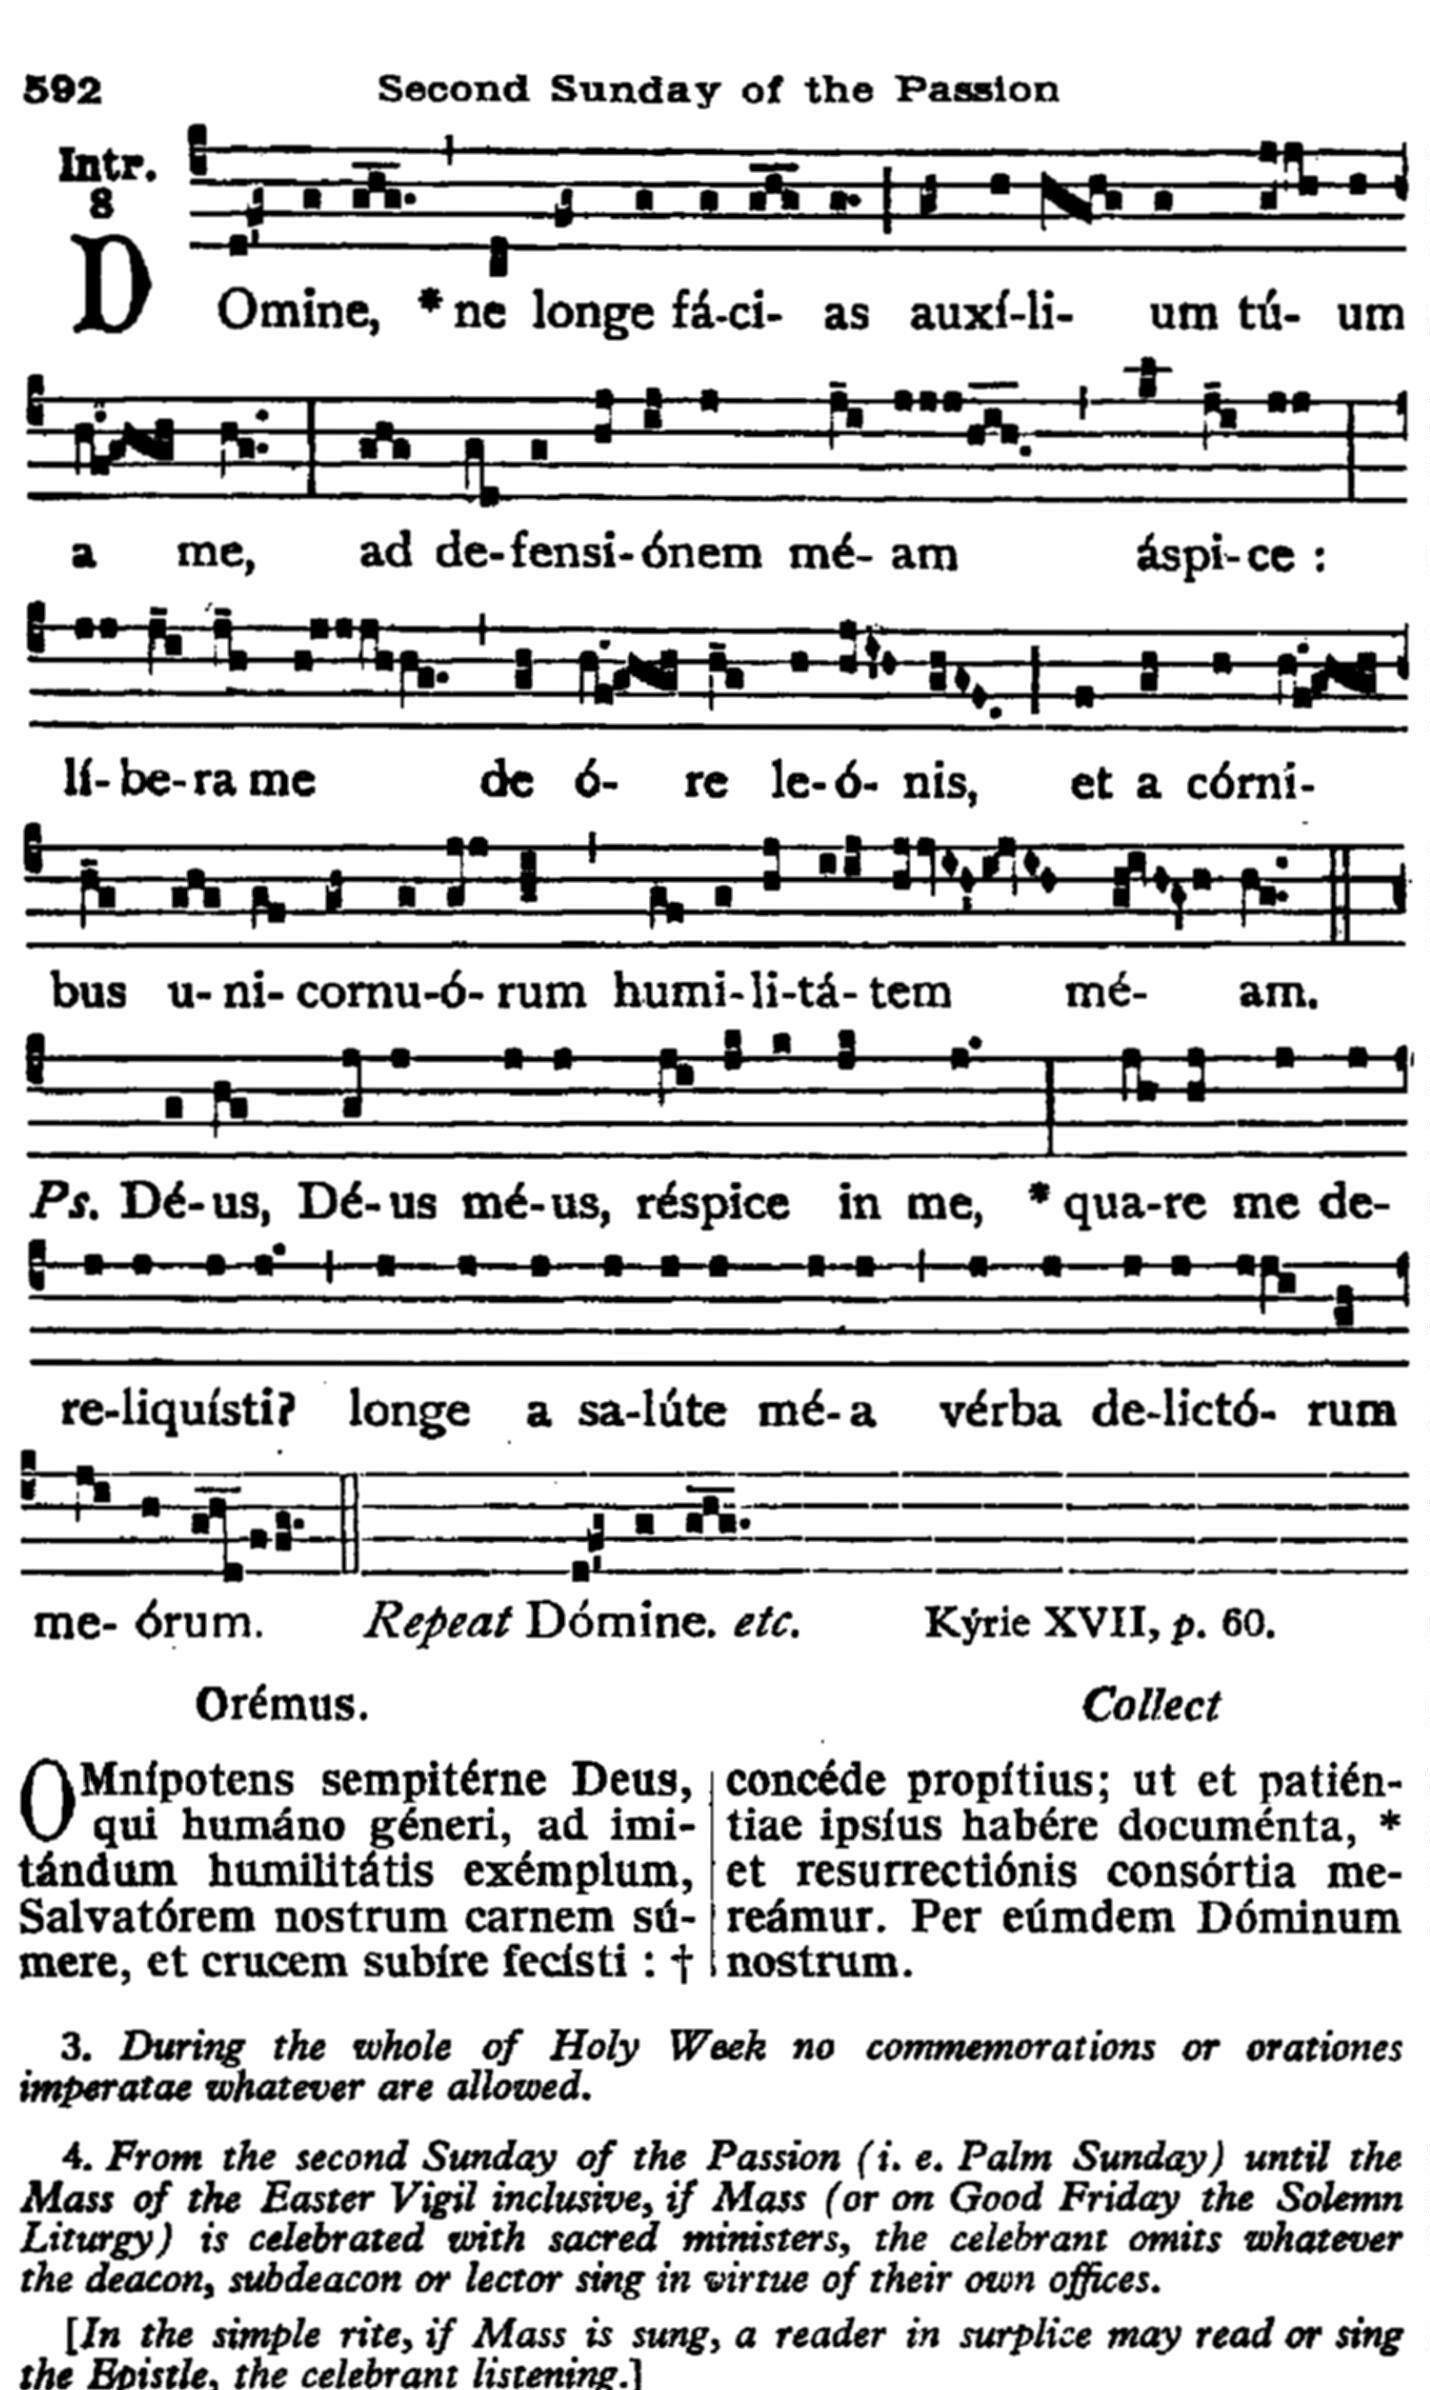 592 Second Sunday of the Passion
Intr.
8
DOmine, * ne longe fá-ci- as auxí-li- um tú- um
a me, ad de-fensi-ónem mé- am áspi-ce :
lí-be-ra me de ó- re le-ó- nis, et a córni-
bus u-ni-cornu-ó-rum humi-li-tá-tem mé- am.
Ps. Dé-us, Dé-us mé-us, réspice in me, * qua-re me de-
re-liquísti? longe a sa-lúte mé-a vérba de-lictó- rum
me- órum. Repeat Dómine. etc. Kýrie XVII, p. 60.
Orémus. Collect
OMnípotens sempitérne Deus,
qui humáno géneri, ad imi-
tándum humilitátis exémplum,
Salvatórem nostrum carnem sú-
mere, et crucem subíre fecísti : †
concéde propítius; ut et patién-
tiae ipsíus habére documénta, *
et resurrectiónis consórtia me-
reámur. Per eúmdem Dóminum
nostrum.
3. During the whole of Holy Week no commemorations or orationes
imperatae whatever are allowed.
4. From the second Sunday of the Passion (i. e. Palm Sunday) until the
Mass of the Easter Vigil inclusive, if Mass (or on Good Friday the Solemn
Liturgy) is celebrated with sacred ministers, the celebrant omits whatever
the deacon, subdeacon or lector sing in virtue of their own offices.
[In the simple rite, if Mass is sung, a reader in surplice may read or sing
the Epistle, the celebrant listening.]